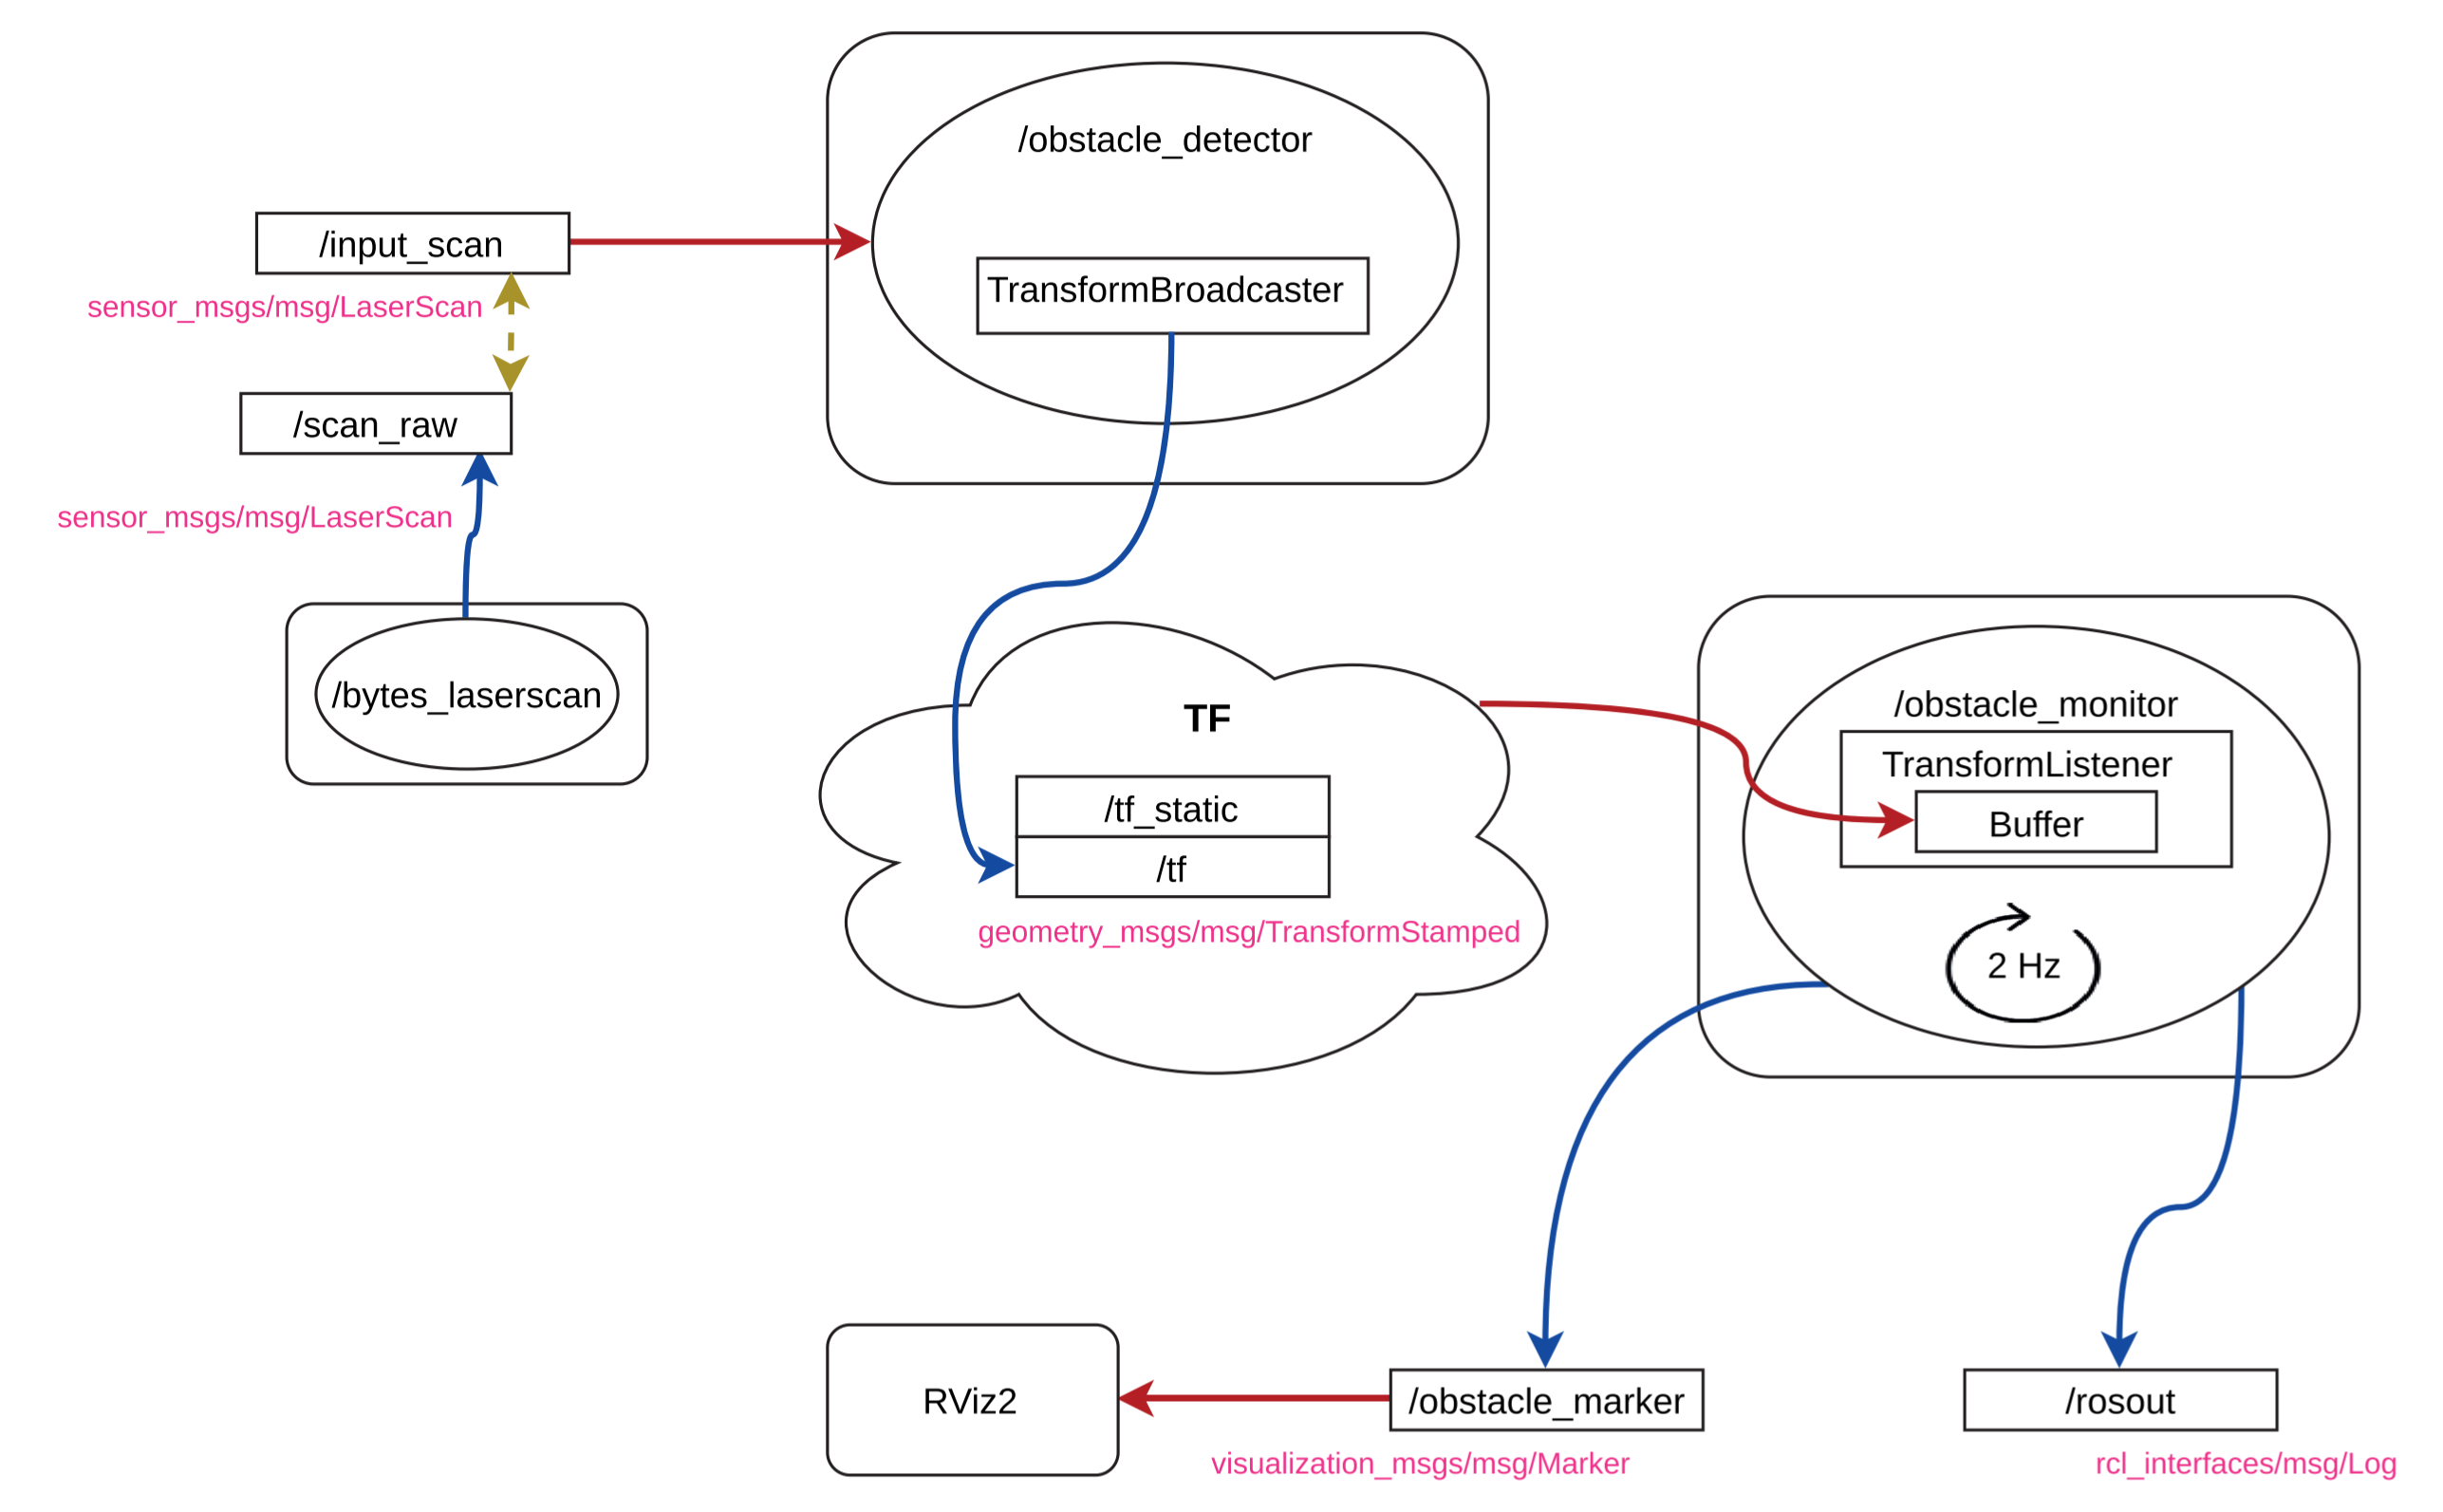 /obstacle_detector
/input_scan
TransformBroadcaster
sensor_msgs/msg/LaserScan
/scan_raw
sensor_msgs/msg/LaserScan
/bytes_laserscan
TF
/tf_static
/tf
geometry_msgs/msg/TransformStamped
/obstacle_monitor
TransformListener
Buffer
2 Hz
RViz2
/obstacle_marker
visualization_msgs/msg/Marker
/rosout
rcl_interfaces/msg/Log